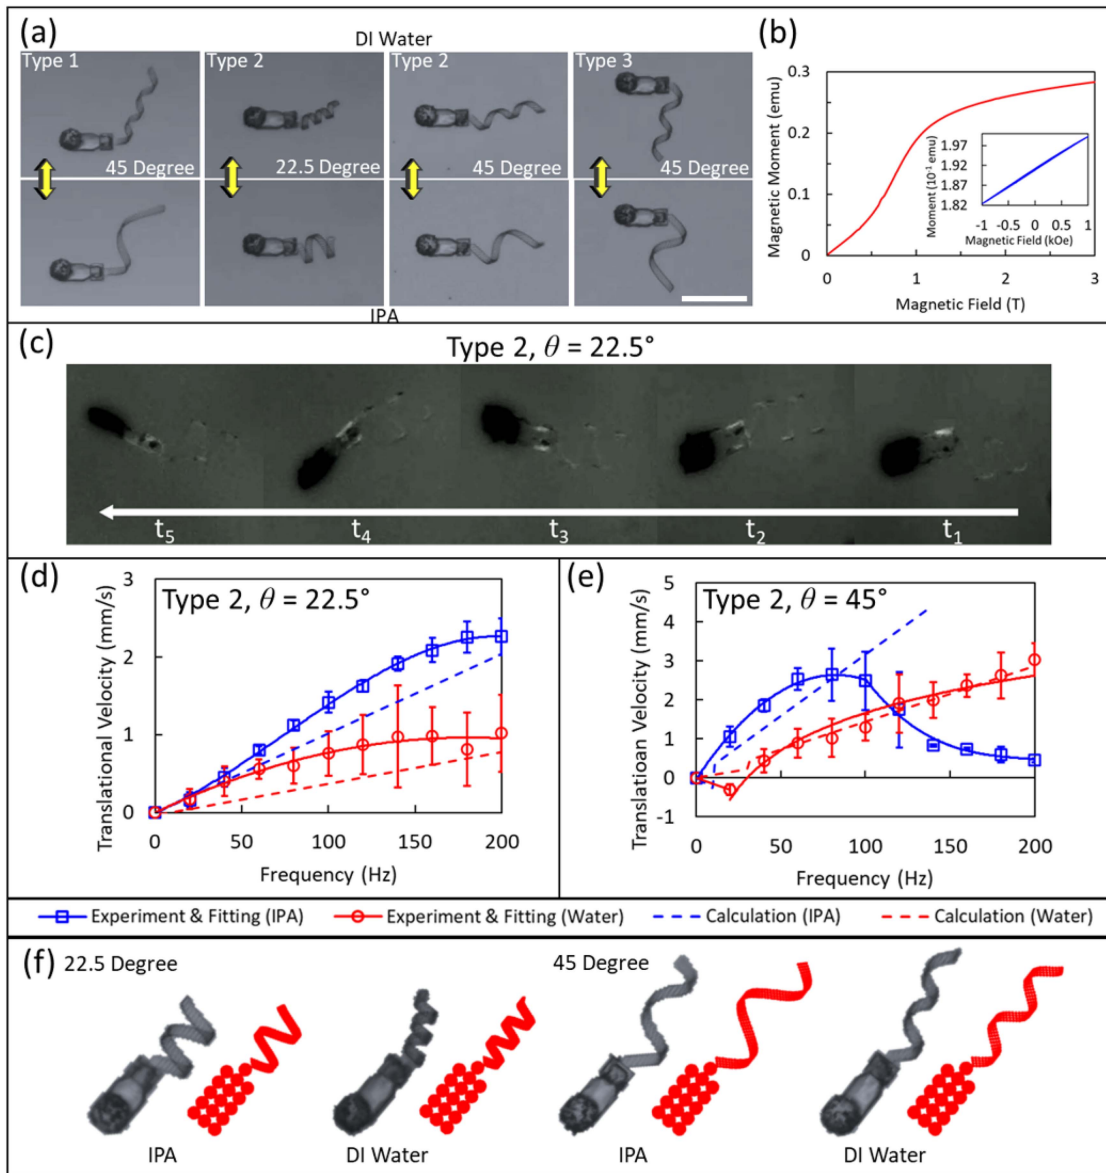 (a)
DI Water
Type 1
Type 2
Type 2
Type 3
45 Degree
22.5 Degree
45 Degree
45 Degree
IPA
(b)
Magnetic Moment (emu)
0.3
0.2
0.1
0
0
1
2
3
Magnetic Field (T)
Moment (10⁻¹ emu)
1.97
1.92
1.87
1.82
-1
-0.5
0
0.5
1
Magnetic Field (kOe)
(c)
Type 2, θ = 22.5°
t₅
t₄
t₃
t₂
t₁
(d)
Type 2, θ = 22.5°
Translational Velocity (mm/s)
3
2
1
0
0
50
100
150
200
Frequency (Hz)
(e)
Type 2, θ = 45°
Translatioan Velocity (mm/s)
5
4
3
2
1
0
-1
0
50
100
150
200
Frequency (Hz)
Experiment & Fitting (IPA)
Experiment & Fitting (Water)
Calculation (IPA)
Calculation (Water)
(f)
22.5 Degree
45 Degree
IPA
DI Water
IPA
DI Water